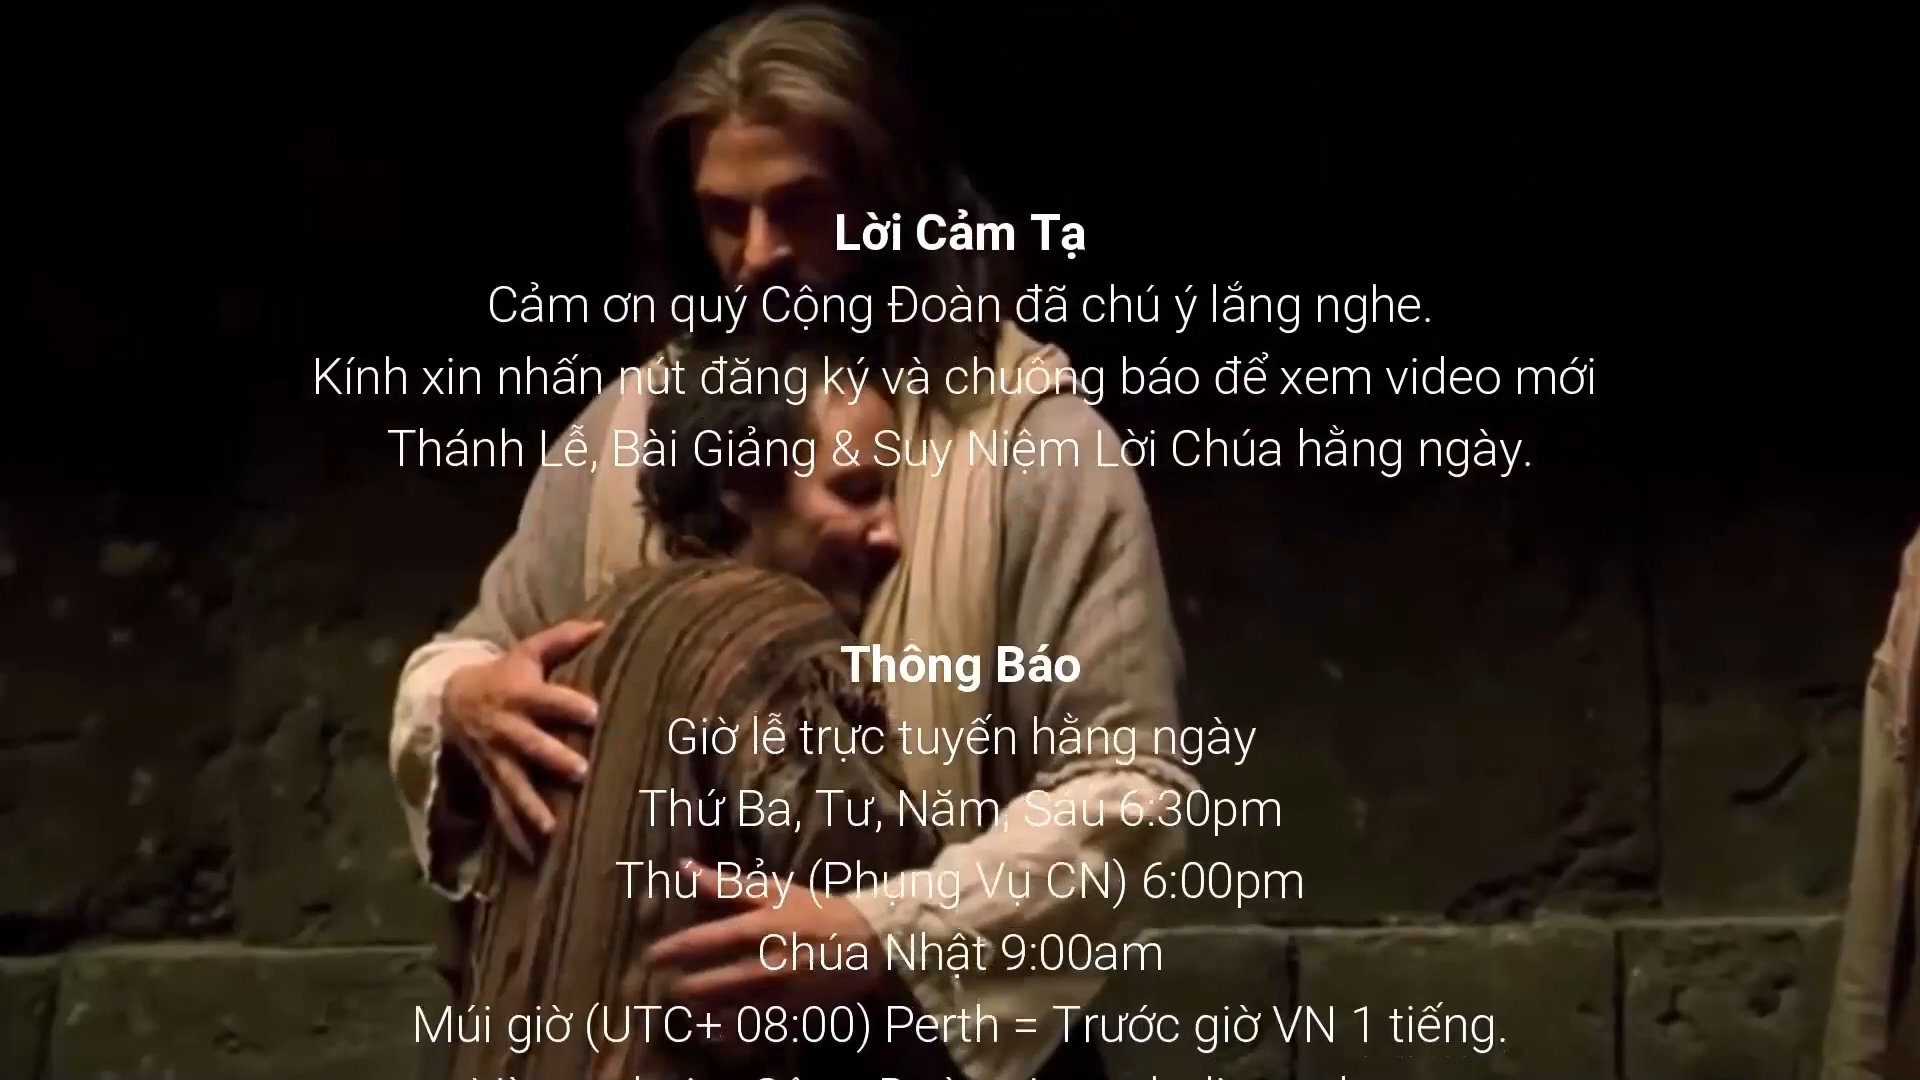 Lời Cảm Tạ
Cảm ơn quý Cộng Đoàn đã chú ý lắng nghe.
Kính xin nhấn nút đăng ký và chuông báo để xem video mới
Thánh Lễ, Bài Giảng & Suy Niệm Lời Chúa hằng ngày.
Thông Báo
Giờ lễ trực tuyến hằng ngày
Thứ Ba, Tư, Năm, Sáu 6:30pm
Thứ Bảy (Phụng Vụ CN) 6:00pm
Chúa Nhật 9:00am
Múi giờ (UTC+ 08:00) Perth = Trước giờ VN 1 tiếng.